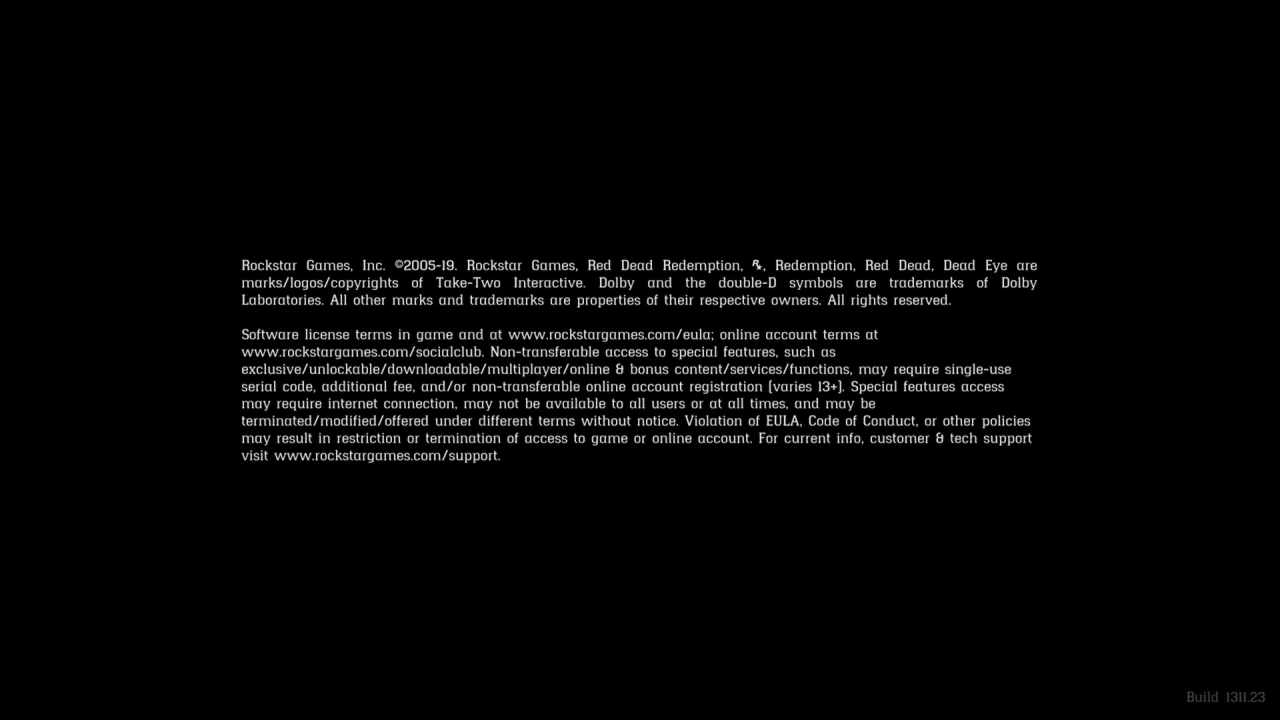 Rockstar Games, Inc. ©2005-19. Rockstar Games, Red Dead Redemption, , Redemption, Red Dead, Dead Eye are
marks/logos/copyrights of Take-Two Interactive. Dolby and the double-D symbols are trademarks of Dolby
Laboratories. All other marks and trademarks are properties of their respective owners. All rights reserved.
Software license terms in game and at www.rockstargames.com/eula; online account terms at
www.rockstargames.com/socialclub. Non-transferable access to special features, such as
exclusive/unlockable/downloadable/multiplayer/online & bonus content/services/functions, may require single-use
serial code, additional fee, and/or non-transferable online account registration (varies 13+). Special features access
may require internet connection, may not be available to all users or at all times, and may be
terminated/modified/offered under different terms without notice. Violation of EULA, Code of Conduct, or other policies
may result in restriction or termination of access to game or online account. For current info, customer & tech support
visit www.rockstargames.com/support.
Build 1311.23